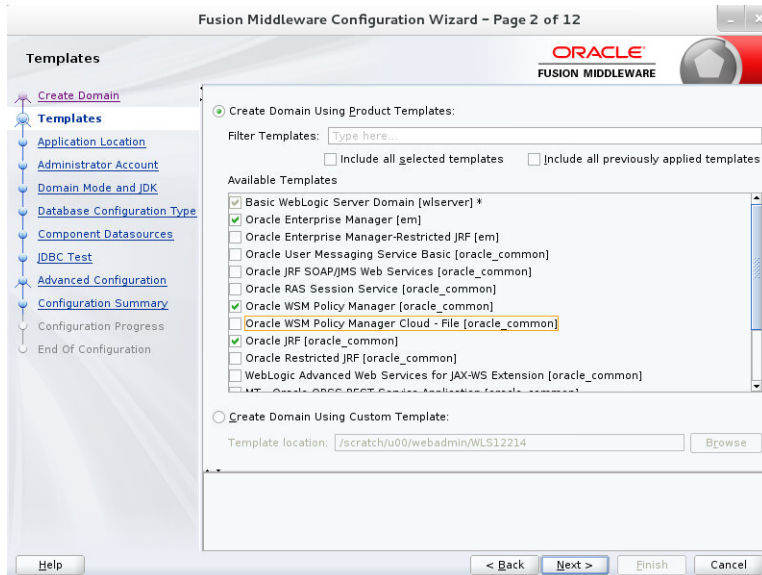 Fusion Middleware Configuration Wizard - Page 2 of 12
Templates
ORACLE
FUSION MIDDLEWARE
Create Domain
Templates
Application Location
Administrator Account
Domain Mode and JDK
Database Configuration Type
Component Datasources
JDBC Test
Advanced Configuration
Configuration Summary
Configuration Progress
End Of Configuration
Create Domain Using Product Templates:
Filter Templates: Type here...
Include all selected templates Include all previously applied templates
Available Templates
Basic WebLogic Server Domain [wlserver] *
Oracle Enterprise Manager [em]
Oracle Enterprise Manager-Restricted JRF [em]
Oracle User Messaging Service Basic [oracle_common]
Oracle JRF SOAP/JMS Web Services [oracle_common]
Oracle RAS Session Service [oracle_common]
Oracle WSM Policy Manager [oracle_common]
Oracle WSM Policy Manager Cloud - File [oracle_common]
Oracle JRF [oracle_common]
Oracle Restricted JRF [oracle_common]
WebLogic Advanced Web Services for JAX-WS Extension [oracle_common]
MT - Oracle OPSS REST Service Application [oracle_common]
Create Domain Using Custom Template:
Template location: /scratch/u00/webadmin/WLS12214 Browse
Help < Back Next > Finish Cancel